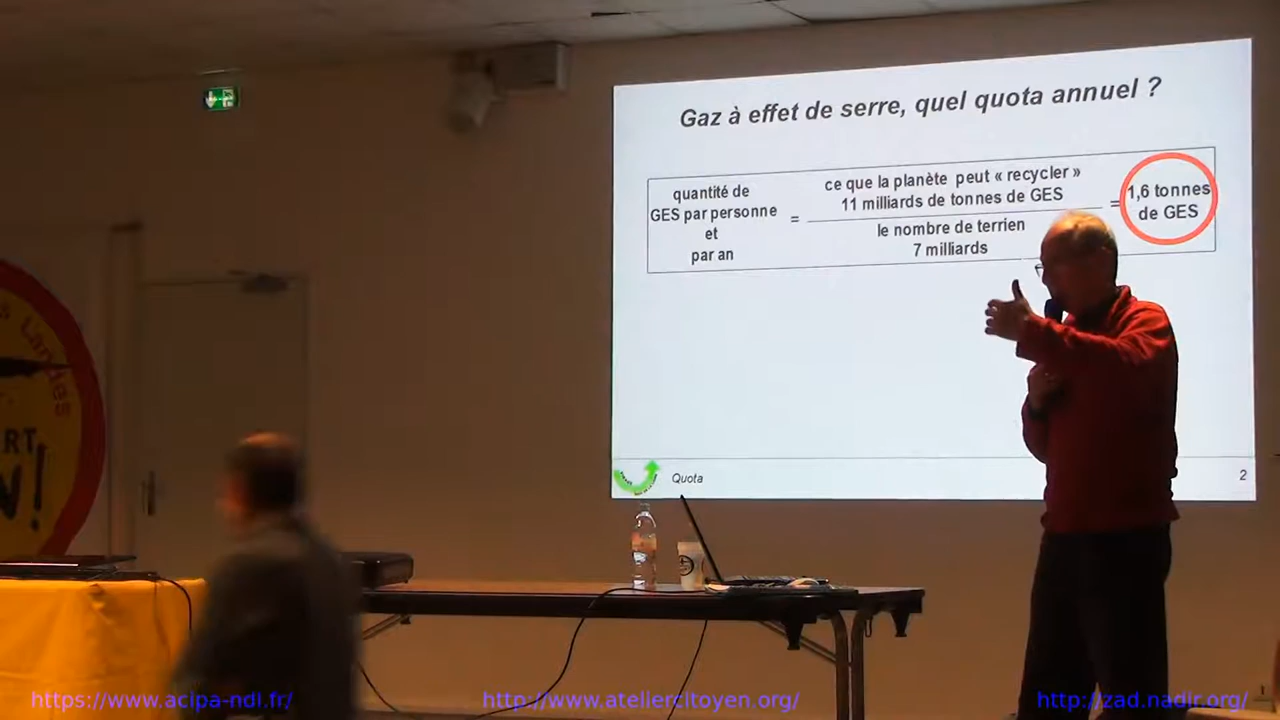 Gaz à effet de serre, quel quota annuel ?
quantité de
GES par personne
et
par an
=
ce que la planète peut « recycler »
11 milliards de tonnes de GES
le nombre de terrien
7 milliards
=
1,6 tonnes
de GES
Quota
2
Landes
https://www.acipa-ndl.fr/
http://www.ateliercitoyen.org/
http://zad.nadir.org/